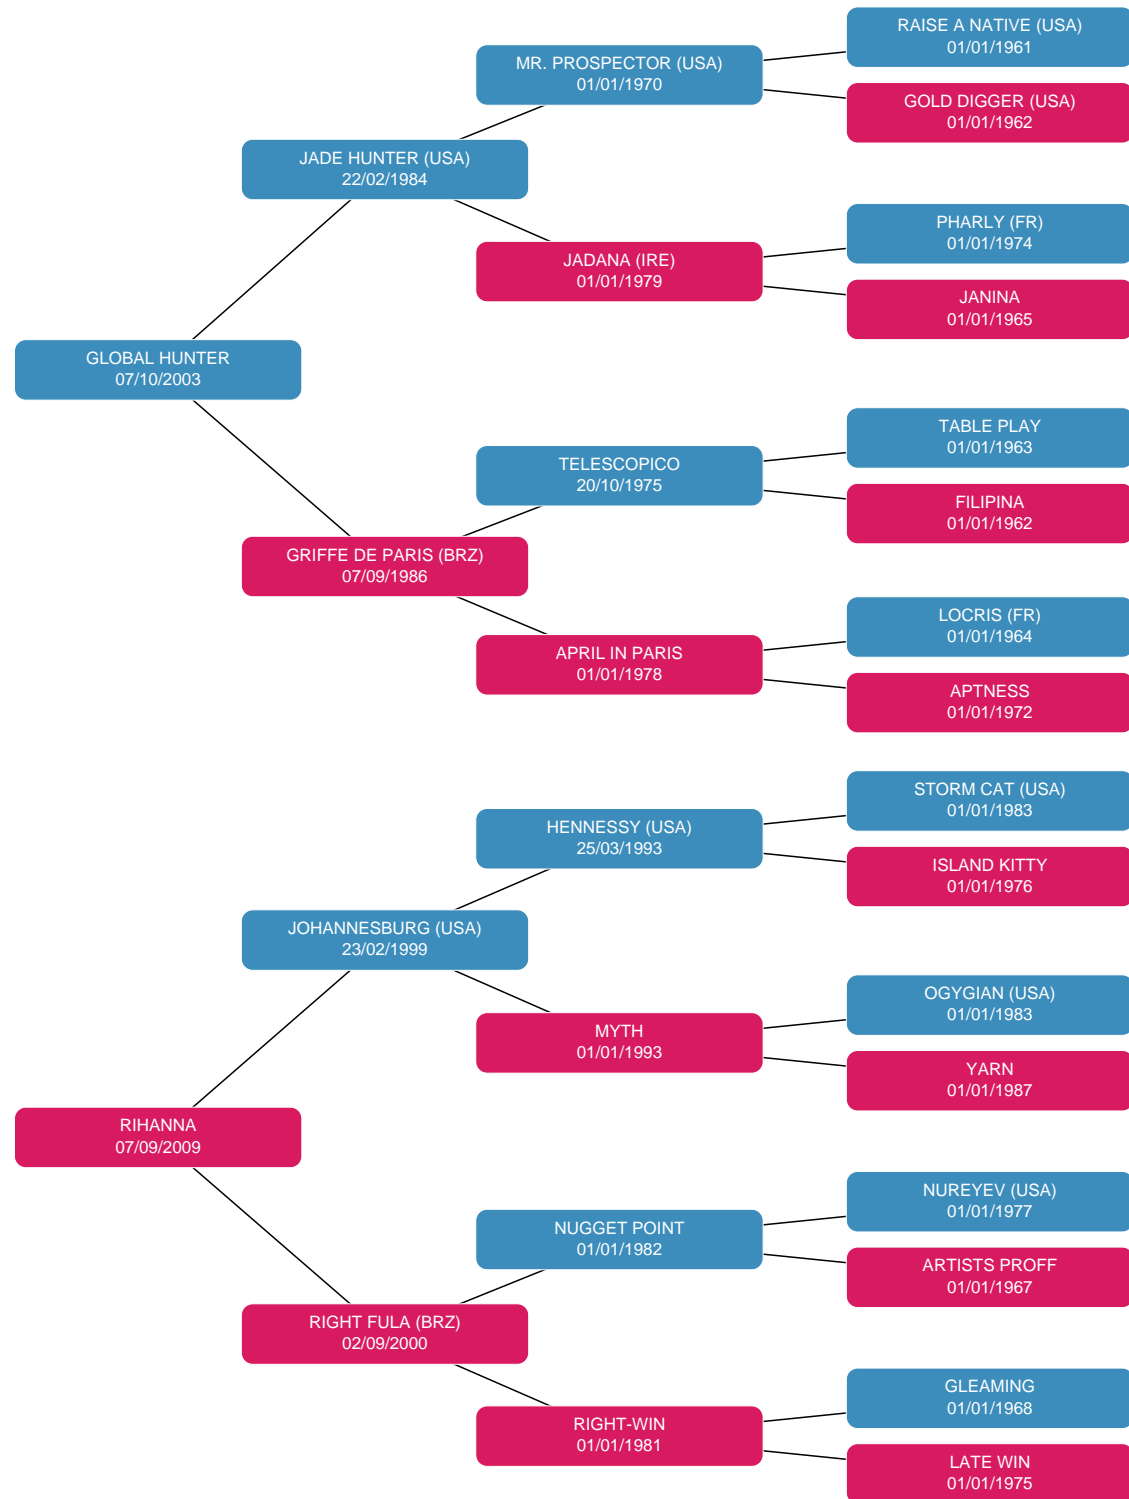 RAISE A NATIVE (USA)
01/01/1961
MR. PROSPECTOR (USA)
01/01/1970
GOLD DIGGER (USA)
01/01/1962
JADE HUNTER (USA)
22/02/1984
PHARLY (FR)
01/01/1974
JADANA (IRE)
01/01/1979
JANINA
01/01/1965
GLOBAL HUNTER
07/10/2003
TABLE PLAY
01/01/1963
TELESCOPICO
20/10/1975
FILIPINA
01/01/1962
GRIFFE DE PARIS (BRZ)
07/09/1986
LOCRIS (FR)
01/01/1964
APRIL IN PARIS
01/01/1978
APTNESS
01/01/1972
STORM CAT (USA)
01/01/1983
HENNESSY (USA)
25/03/1993
ISLAND KITTY
01/01/1976
JOHANNESBURG (USA)
23/02/1999
OGYGIAN (USA)
01/01/1983
MYTH
01/01/1993
YARN
01/01/1987
RIHANNA
07/09/2009
NUREYEV (USA)
01/01/1977
NUGGET POINT
01/01/1982
ARTISTS PROFF
01/01/1967
RIGHT FULA (BRZ)
02/09/2000
GLEAMING
01/01/1968
RIGHT-WIN
01/01/1981
LATE WIN
01/01/1975